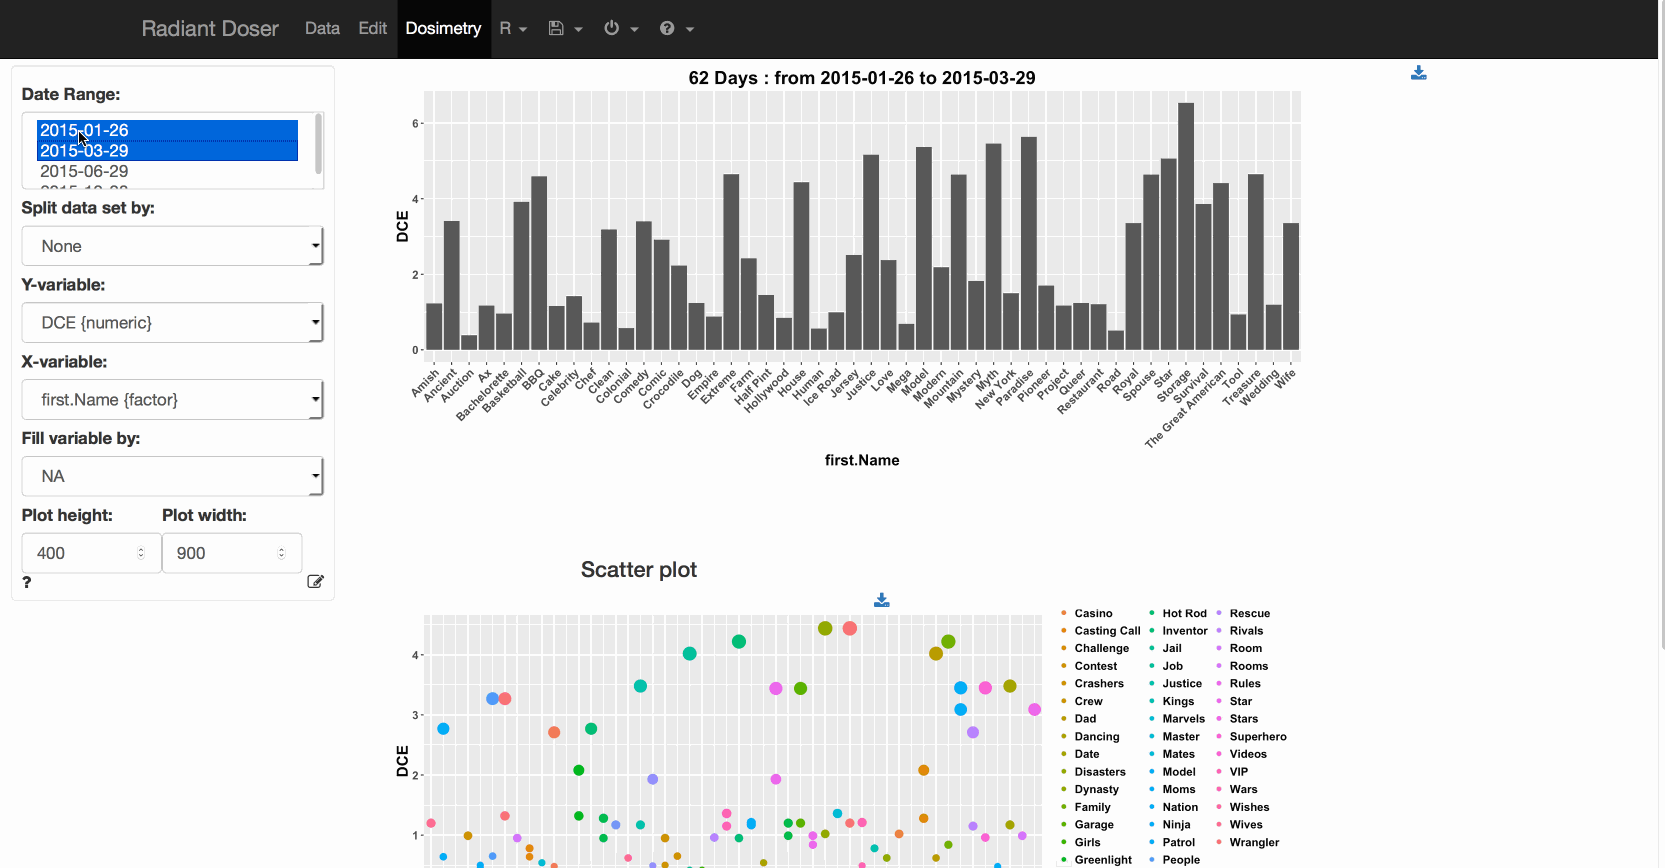 Radiant Doser Data Edit Dosimetry R
Date Range:
2015-01-26
2015-03-29
2015-06-29
Split data set by:
None
Y-variable:
DCE {numeric}
X-variable:
first.Name {factor}
Fill variable by:
NA
Plot height: Plot width:
400 900
?
62 Days : from 2015-01-26 to 2015-03-29
DCE
6
4
2
0
Amish
Ancient
Auction
Ax
Bachelorette
Basketball
BBQ
Cake
Celebrity
Chef
Clean
Colonial
Comedy
Comic
Crocodile
Dog
Empire
Extreme
Farm
Half Pint
Hollywood
House
Human
Ice Road
Jersey
Justice
Love
Mega
Model
Modern
Mountain
Mystery
Myth
New York
Paradise
Pioneer
Project
Queer
Restaurant
Road
Royal
Spouse
Star
Storage
Survival
The Great American
Tool
Treasure
Wedding
Wife
first.Name
Scatter plot
DCE
4
3
2
1
Casino Hot Rod Rescue
Casting Call Inventor Rivals
Challenge Jail Room
Contest Job Rooms
Crashers Justice Rules
Crew Kings Star
Dad Marvels Stars
Dancing Master Superhero
Date Mates Videos
Disasters Model VIP
Dynasty Moms Wars
Family Nation Wishes
Garage Ninja Wives
Girls Patrol Wrangler
Greenlight People